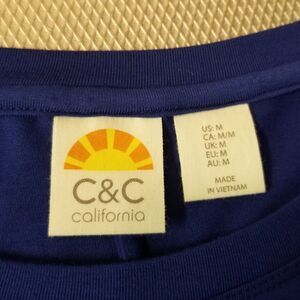 C&C
california
US: M
CA: M/M
UK: M
EU: M
AU: M
MADE
IN VIETNAM